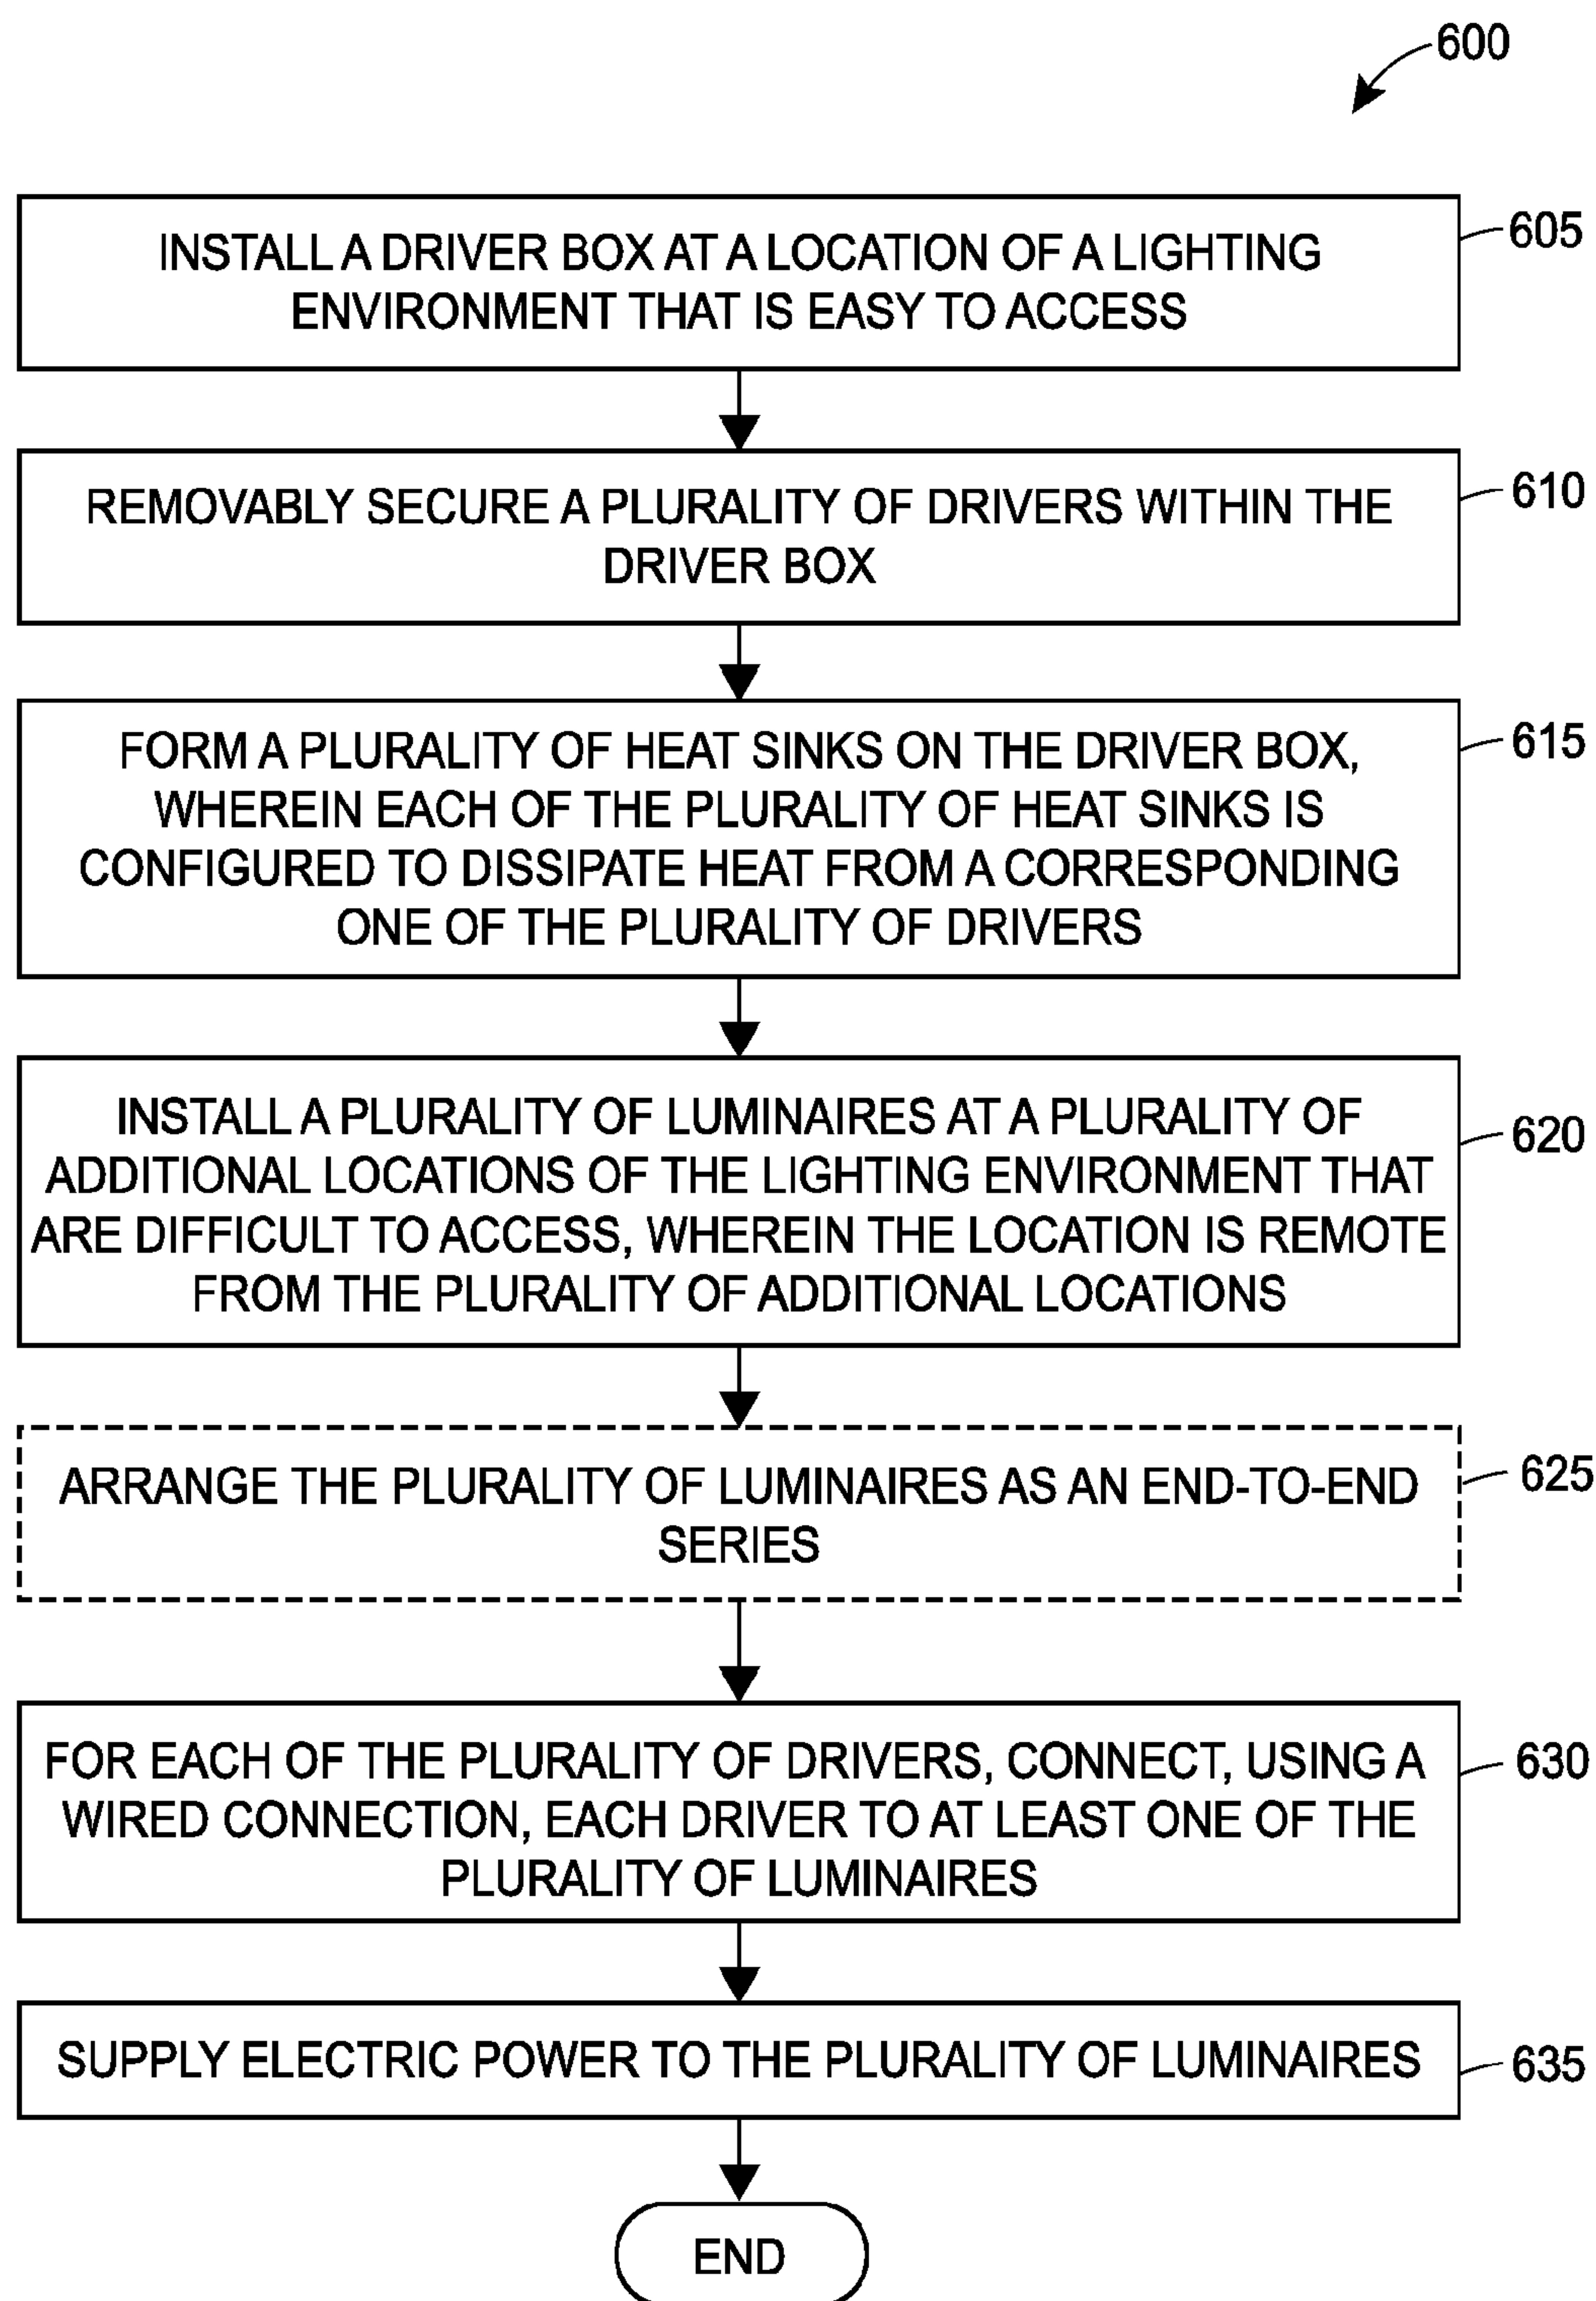 600
INSTALL A DRIVER BOX AT A LOCATION OF A LIGHTING
ENVIRONMENT THAT IS EASY TO ACCESS
605
REMOVABLY SECURE A PLURALITY OF DRIVERS WITHIN THE
DRIVER BOX
610
FORM A PLURALITY OF HEAT SINKS ON THE DRIVER BOX,
WHEREIN EACH OF THE PLURALITY OF HEAT SINKS IS
CONFIGURED TO DISSIPATE HEAT FROM A CORRESPONDING
ONE OF THE PLURALITY OF DRIVERS
615
INSTALL A PLURALITY OF LUMINAIRES AT A PLURALITY OF
ADDITIONAL LOCATIONS OF THE LIGHTING ENVIRONMENT THAT
ARE DIFFICULT TO ACCESS, WHEREIN THE LOCATION IS REMOTE
FROM THE PLURALITY OF ADDITIONAL LOCATIONS
620
ARRANGE THE PLURALITY OF LUMINAIRES AS AN END-TO-END
SERIES
625
FOR EACH OF THE PLURALITY OF DRIVERS, CONNECT, USING A
WIRED CONNECTION, EACH DRIVER TO AT LEAST ONE OF THE
PLURALITY OF LUMINAIRES
630
SUPPLY ELECTRIC POWER TO THE PLURALITY OF LUMINAIRES
635
END